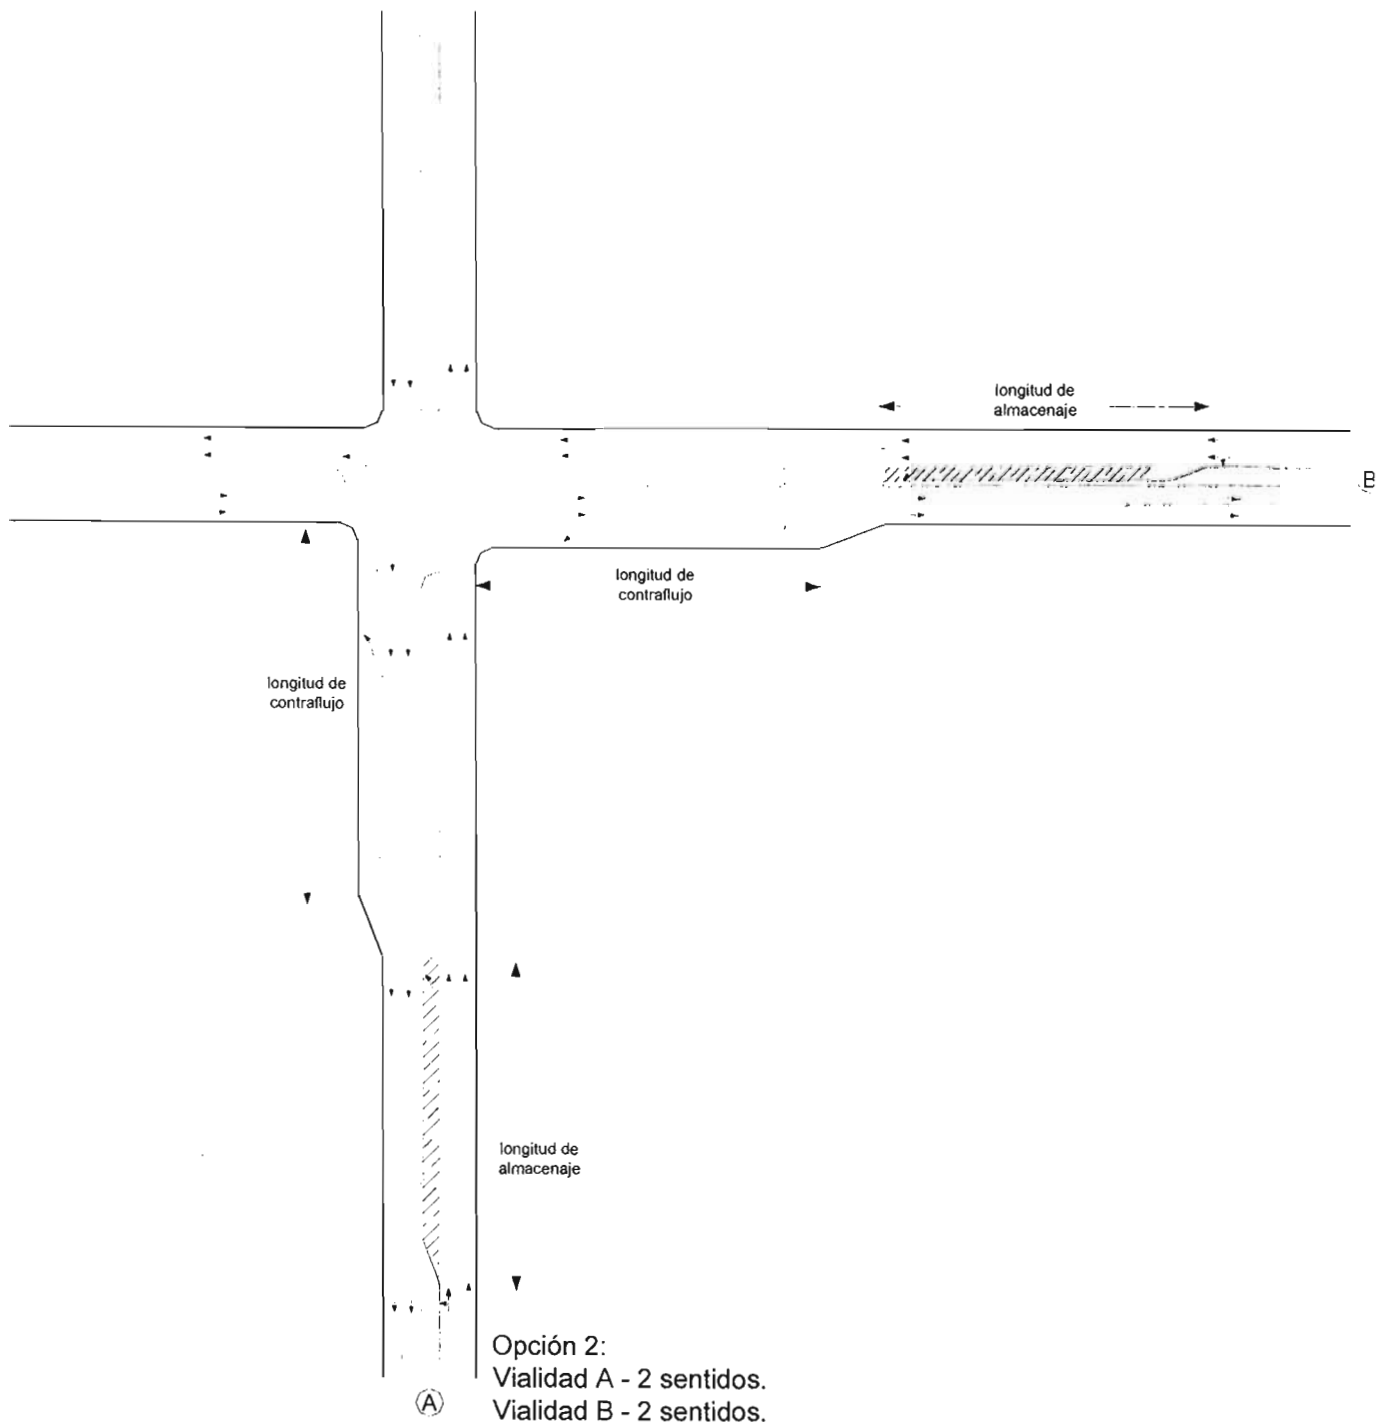 longitud de
almacenaje
B
longitud de
contraflujo
longitud de
contraflujo
longitud de
almacenaje
Opción 2:
Vialidad A - 2 sentidos.
A
Vialidad B - 2 sentidos.